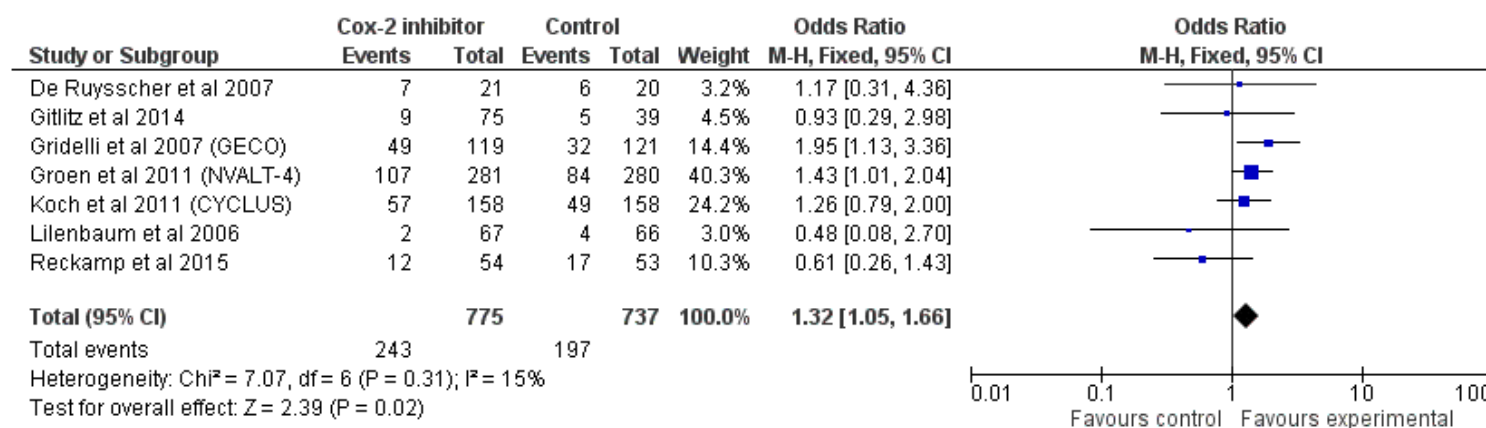 Cox-2 inhibitor Control Odds Ratio Odds Ratio
Study or Subgroup Events Total Events Total Weight M-H, Fixed, 95% CI M-H, Fixed, 95% CI
De Ruysscher et al 2007 7 21 6 20 3.2% 1.17 [0.31, 4.36]
Gitlitz et al 2014 9 75 5 39 4.5% 0.93 [0.29, 2.98]
Gridelli et al 2007 (GECO) 49 119 32 121 14.4% 1.95 [1.13, 3.36]
Groen et al 2011 (NVALT-4) 107 281 84 280 40.3% 1.43 [1.01, 2.04]
Koch et al 2011 (CYCLUS) 57 158 49 158 24.2% 1.26 [0.79, 2.00]
Lilenbaum et al 2006 2 67 4 66 3.0% 0.48 [0.08, 2.70]
Reckamp et al 2015 12 54 17 53 10.3% 0.61 [0.26, 1.43]
Total (95% CI) 775 737 100.0% 1.32 [1.05, 1.66]
Total events 243 197
Heterogeneity: Chi² = 7.07, df = 6 (P = 0.31); I² = 15%
Test for overall effect: Z = 2.39 (P = 0.02)
0.01 0.1 1 10 100
Favours control Favours experimental